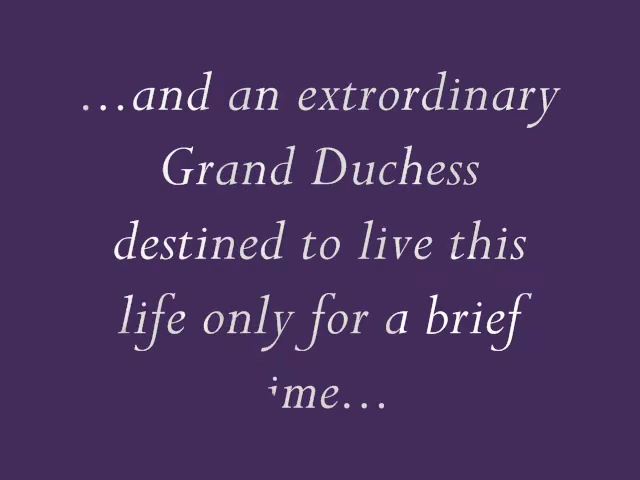 …and an extrordinary
Grand Duchess
destined to live this
life only for a brief
ime…